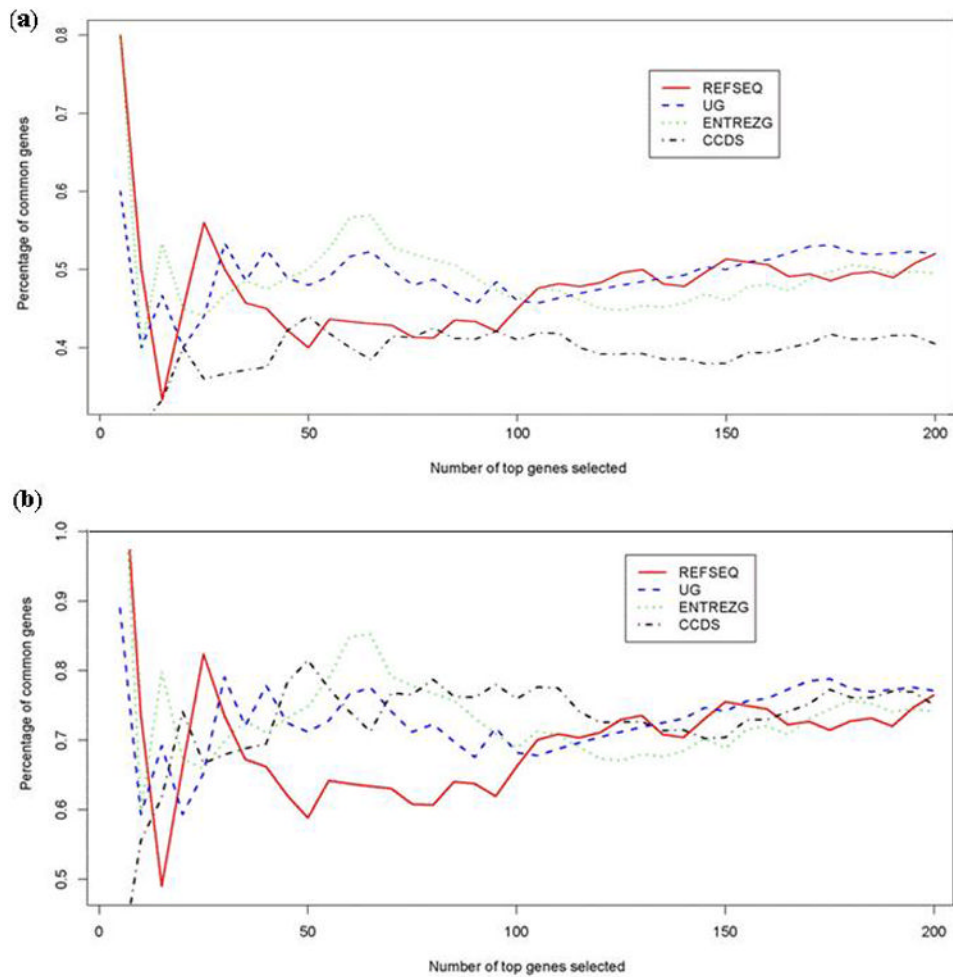 (a)
Percentage of common genes
0.8
0.7
0.6
0.5
0.4
REFSEQ
UG
ENTREZG
CCDS
0 50 100 150 200
Number of top genes selected
(b)
Percentage of common genes
1.0
0.9
0.8
0.7
0.6
0.5
REFSEQ
UG
ENTREZG
CCDS
0 50 100 150 200
Number of top genes selected